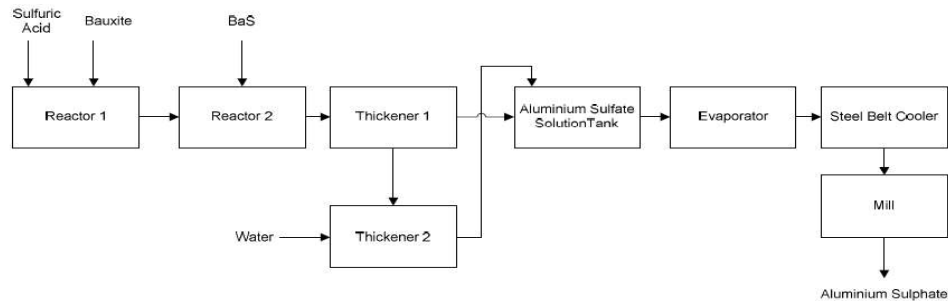 Sulfuric
Acid
Bauxite
BaS
Reactor 1
Reactor 2
Thickener 1
Aluminium Sulfate
SolutionTank
Evaporator
Steel Belt Cooler
Mill
Water
Thickener 2
Aluminium Sulphate